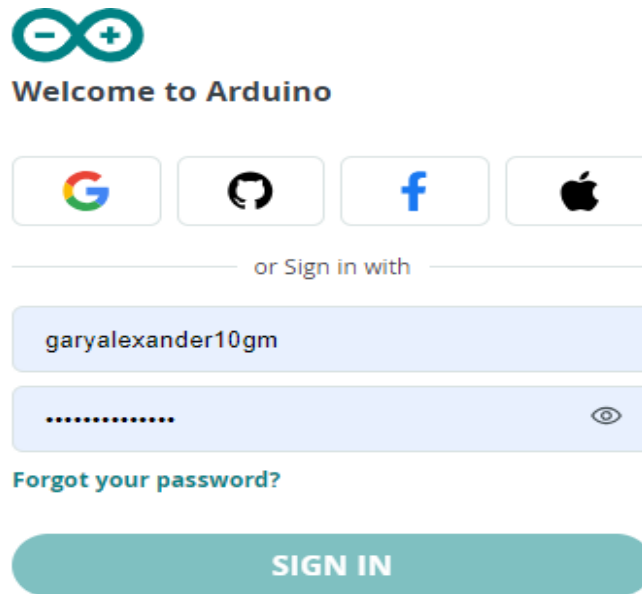 Welcome to Arduino
or Sign in with
garyalexander10gm
••••••••••••••
Forgot your password?
SIGN IN